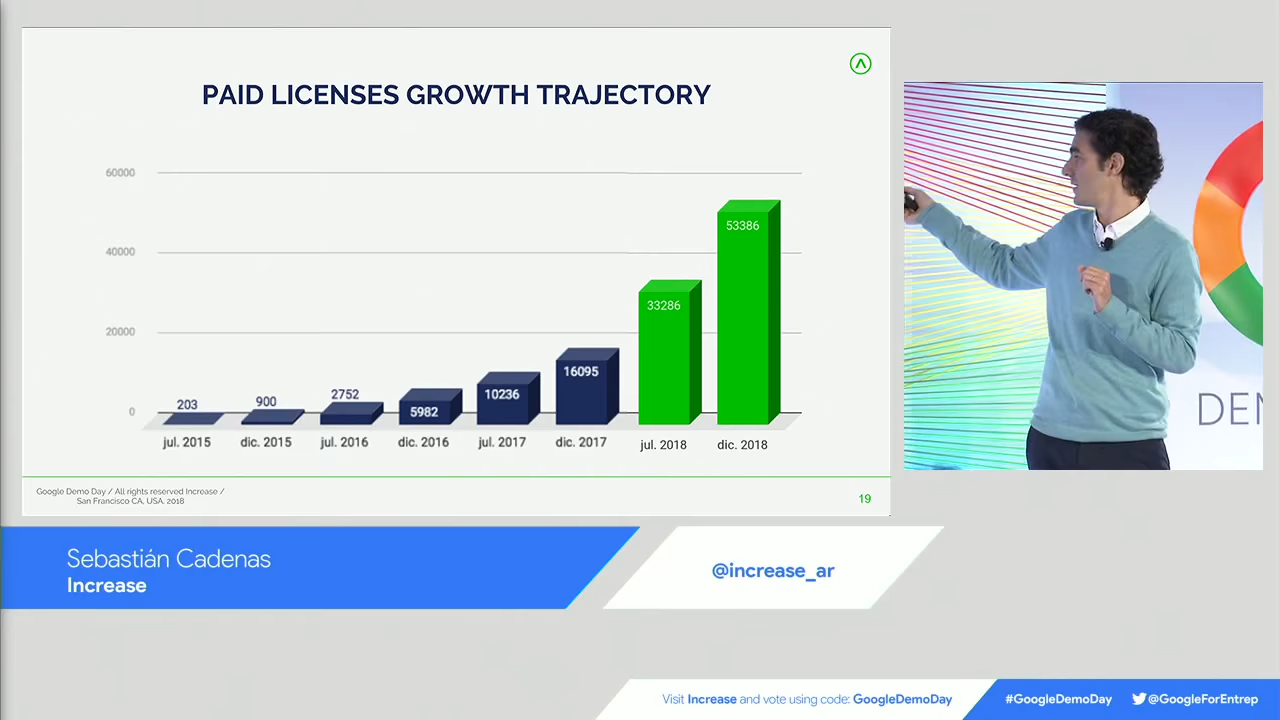 PAID LICENSES GROWTH TRAJECTORY
60000
40000
20000
0
203
900
2752
5982
10236
16095
33286
53386
jul. 2015
dic. 2015
jul. 2016
dic. 2016
jul. 2017
dic. 2017
jul. 2018
dic. 2018
Google Demo Day / All rights reserved Increase /
San Francisco CA, USA. 2018
19
DEM
Sebastián Cadenas
Increase
@increase_ar
Visit Increase and vote using code: GoogleDemoDay
#GoogleDemoDay
@GoogleForEntrep